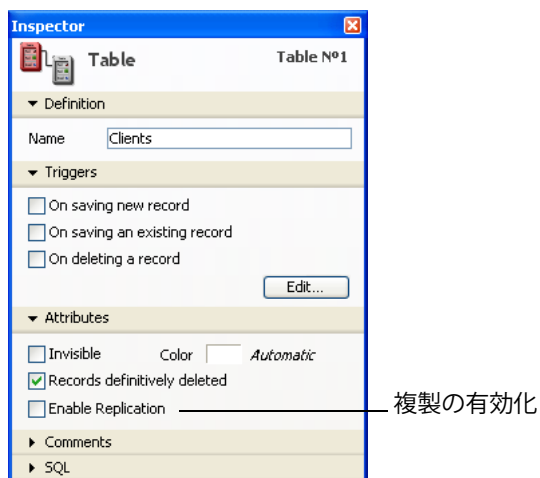 Inspector
Table
Table Nº1
Definition
Name Clients
Triggers
On saving new record
On saving an existing record
On deleting a record
Edit...
Attributes
Invisible Color Automatic
Records definitively deleted
Enable Replication 複製の有効化
Comments
SQL